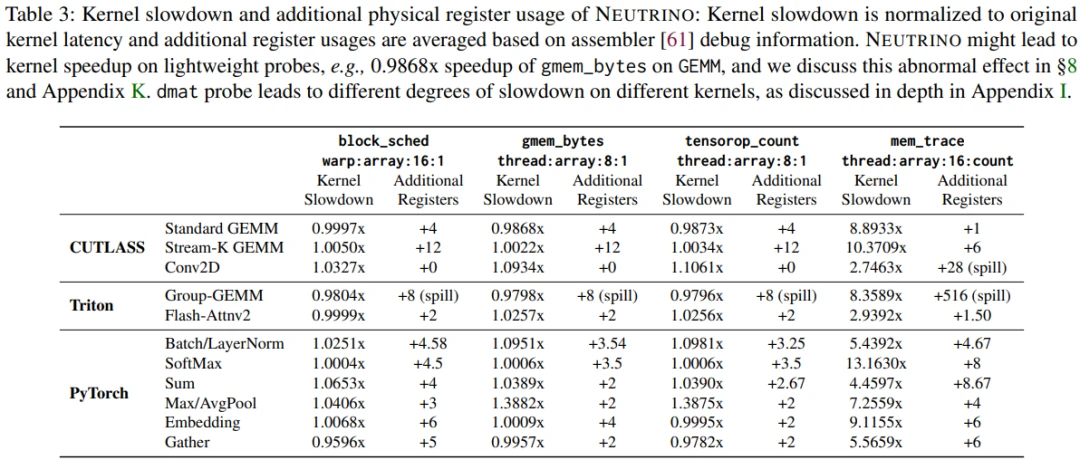 Table 3: Kernel slowdown and additional physical register usage of NEUTRINO: Kernel slowdown is normalized to original
kernel latency and additional register usages are averaged based on assembler [61] debug information. NEUTRINO might lead to
kernel speedup on lightweight probes, e.g., 0.9868x speedup of gmem_bytes on GEMM, and we discuss this abnormal effect in §8
and Appendix K. dmat probe leads to different degrees of slowdown on different kernels, as discussed in depth in Appendix I.
block_sched gmem_bytes tensorop_count mem_trace
warp:array:16:1 thread:array:8:1 thread:array:8:1 thread:array:16:count
Kernel Additional Kernel Additional Kernel Additional Kernel Additional
Slowdown Registers Slowdown Registers Slowdown Registers Slowdown Registers
Standard GEMM 0.9997x +4 0.9868x +4 0.9873x +4 8.8933x +1
CUTLASS Stream-K GEMM 1.0050x +12 1.0022x +12 1.0034x +12 10.3709x +6
Conv2D 1.0327x +0 1.0934x +0 1.1061x +0 2.7463x +28 (spill)
Triton Group-GEMM 0.9804x +8 (spill) 0.9798x +8 (spill) 0.9796x +8 (spill) 8.3589x +516 (spill)
Flash-Attnv2 0.9999x +2 1.0257x +2 1.0256x +2 2.9392x +1.50
Batch/LayerNorm 1.0251x +4.58 1.0951x +3.54 1.0981x +3.25 5.4392x +4.67
SoftMax 1.0004x +4.5 1.0006x +3.5 1.0006x +3.5 13.1630x +8
PyTorch Sum 1.0653x +4 1.0389x +2 1.0390x +2.67 4.4597x +8.67
Max/AvgPool 1.0406x +3 1.3882x +2 1.3875x +2 7.2559x +4
Embedding 1.0068x +6 1.0009x +4 0.9995x +2 9.1155x +6
Gather 0.9596x +5 0.9957x +2 0.9782x +2 5.5659x +6